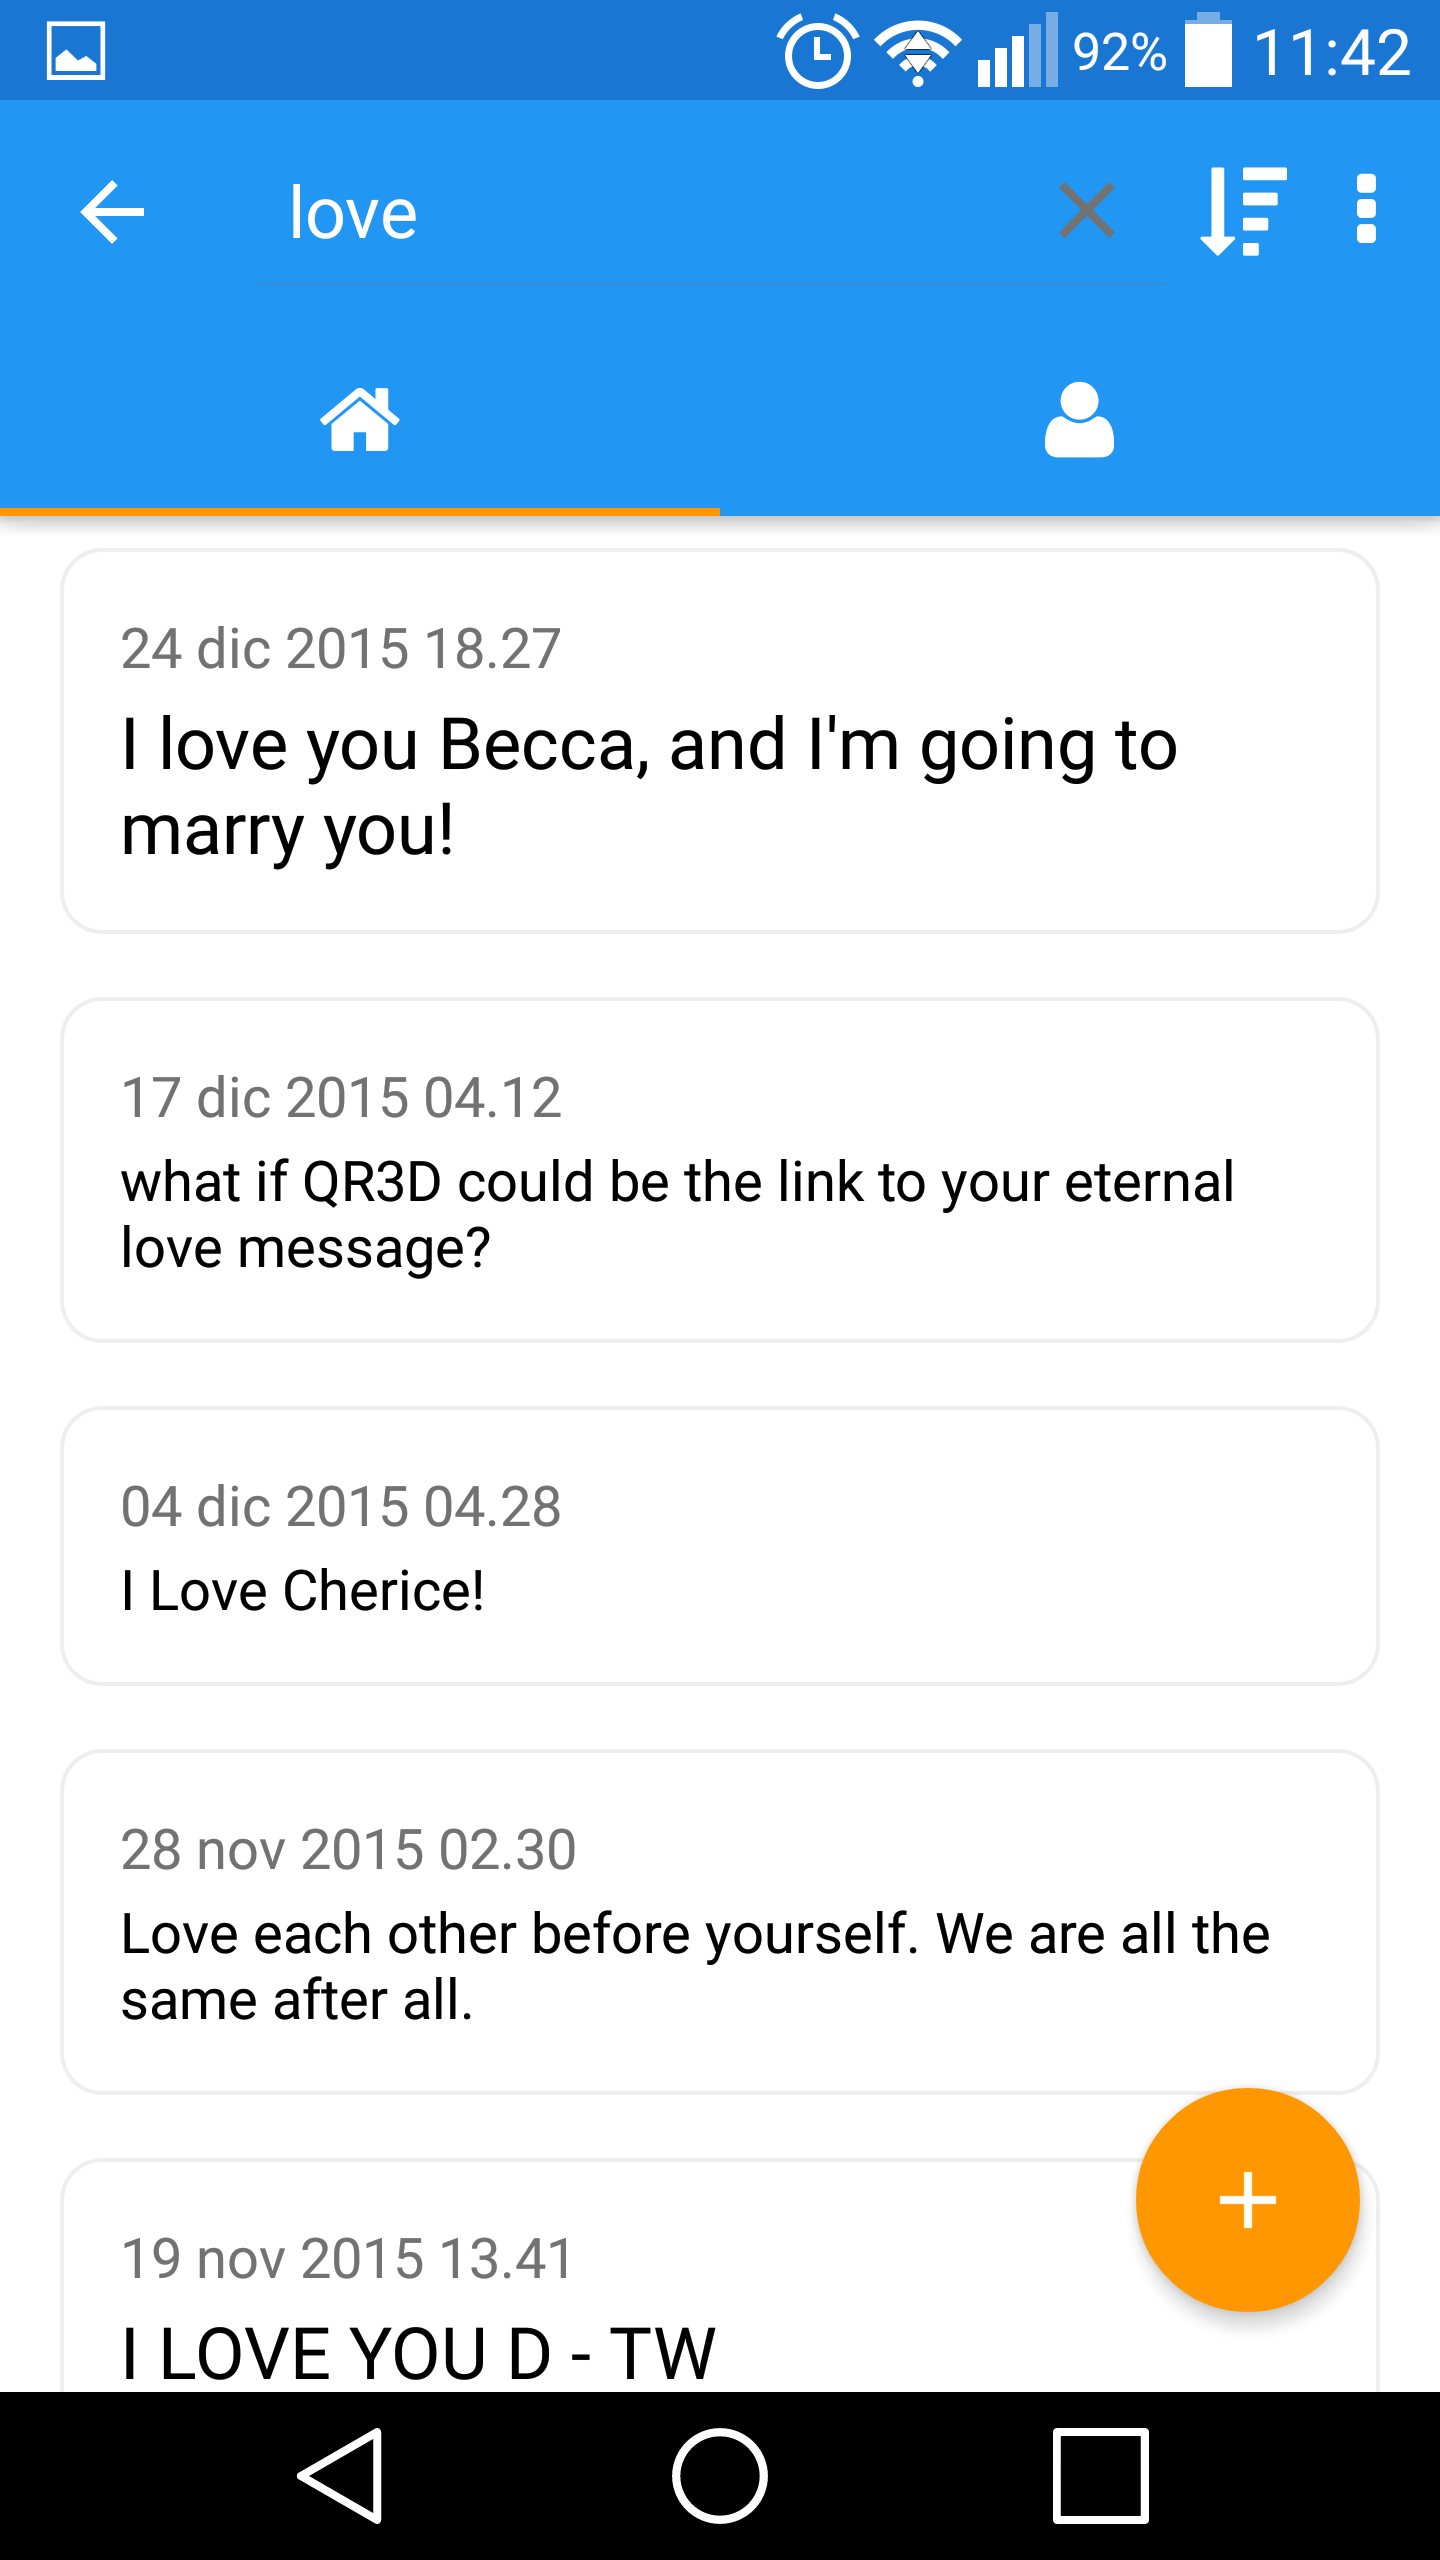 92% 11:42
love
24 dic 2015 18.27
I love you Becca, and I'm going to
marry you!
17 dic 2015 04.12
what if QR3D could be the link to your eternal
love message?
04 dic 2015 04.28
I Love Cherice!
28 nov 2015 02.30
Love each other before yourself. We are all the
same after all.
19 nov 2015 13.41
I LOVE YOU D - TW